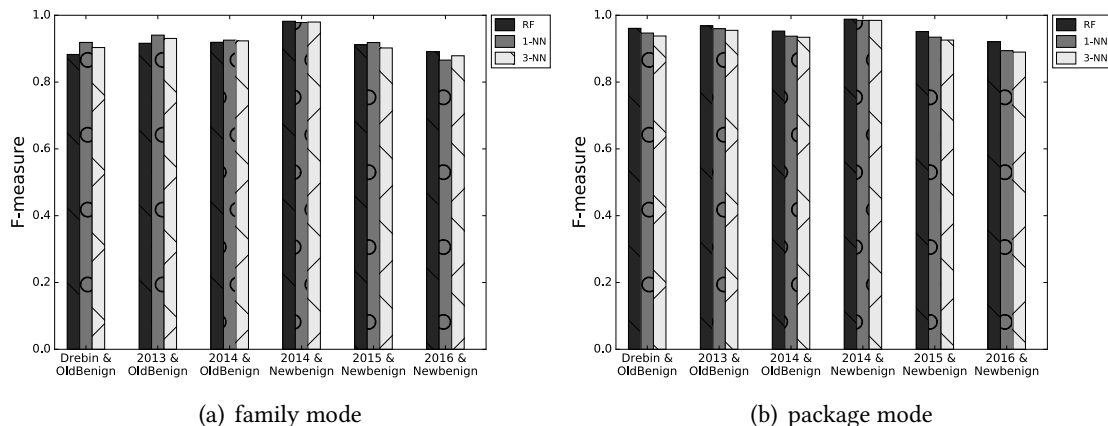 F-measure
1.0
0.8
0.6
0.4
0.2
0.0
Drebin &
OldBenign
2013 &
OldBenign
2014 &
OldBenign
2014 &
Newbenign
2015 &
Newbenign
2016 &
Newbenign
RF
1-NN
3-NN
(a) family mode
F-measure
1.0
0.8
0.6
0.4
0.2
0.0
Drebin &
OldBenign
2013 &
OldBenign
2014 &
OldBenign
2014 &
Newbenign
2015 &
Newbenign
2016 &
Newbenign
RF
1-NN
3-NN
(b) package mode